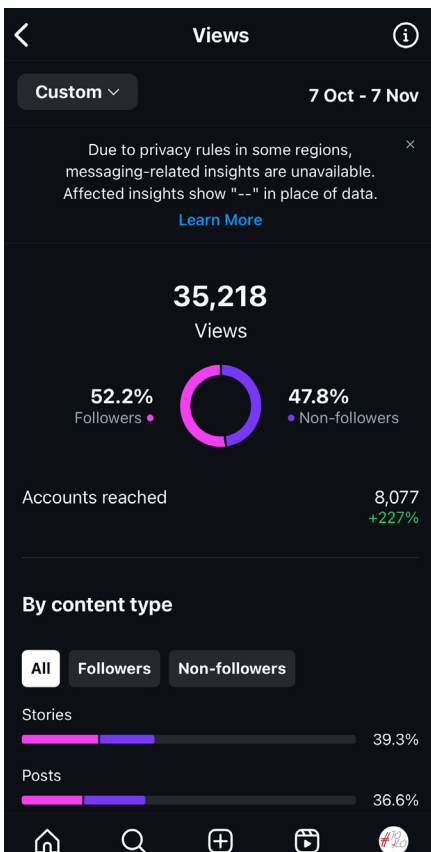 Views
Custom
7 Oct - 7 Nov
Due to privacy rules in some regions,
messaging-related insights are unavailable.
Affected insights show "--" in place of data.
Learn More
35,218
Views
52.2%
Followers
47.8%
Non-followers
Accounts reached
8,077
+227%
By content type
All
Followers
Non-followers
Stories
39.3%
Posts
36.6%